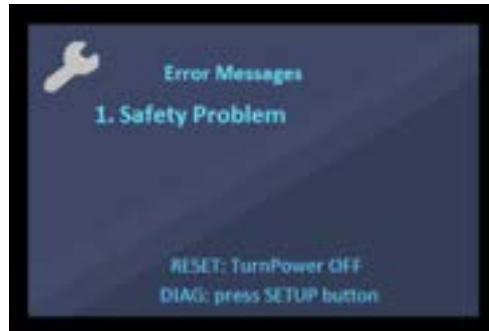 Error Messages
1. Safety Problem
RESET: TurnPower OFF
DIAG: press SETUP button